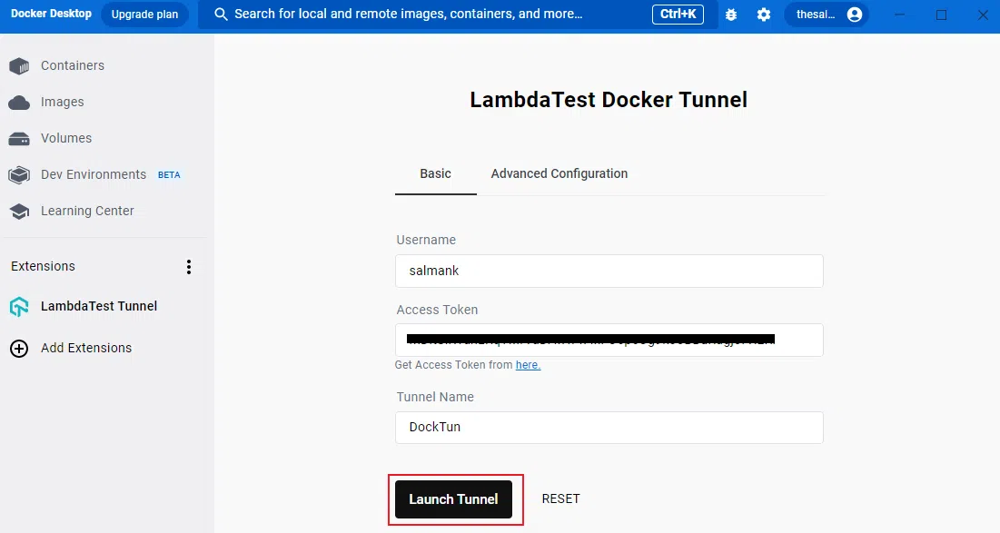 Docker Desktop Upgrade plan Search for local and remote images, containers, and more... Ctrl+K thesal...
Containers
Images
Volumes
Dev Environments BETA
Learning Center
Extensions
LambdaTest Tunnel
Add Extensions
LambdaTest Docker Tunnel
Basic Advanced Configuration
Username
salmank
Access Token
Get Access Token from here.
Tunnel Name
DockTun
Launch Tunnel RESET